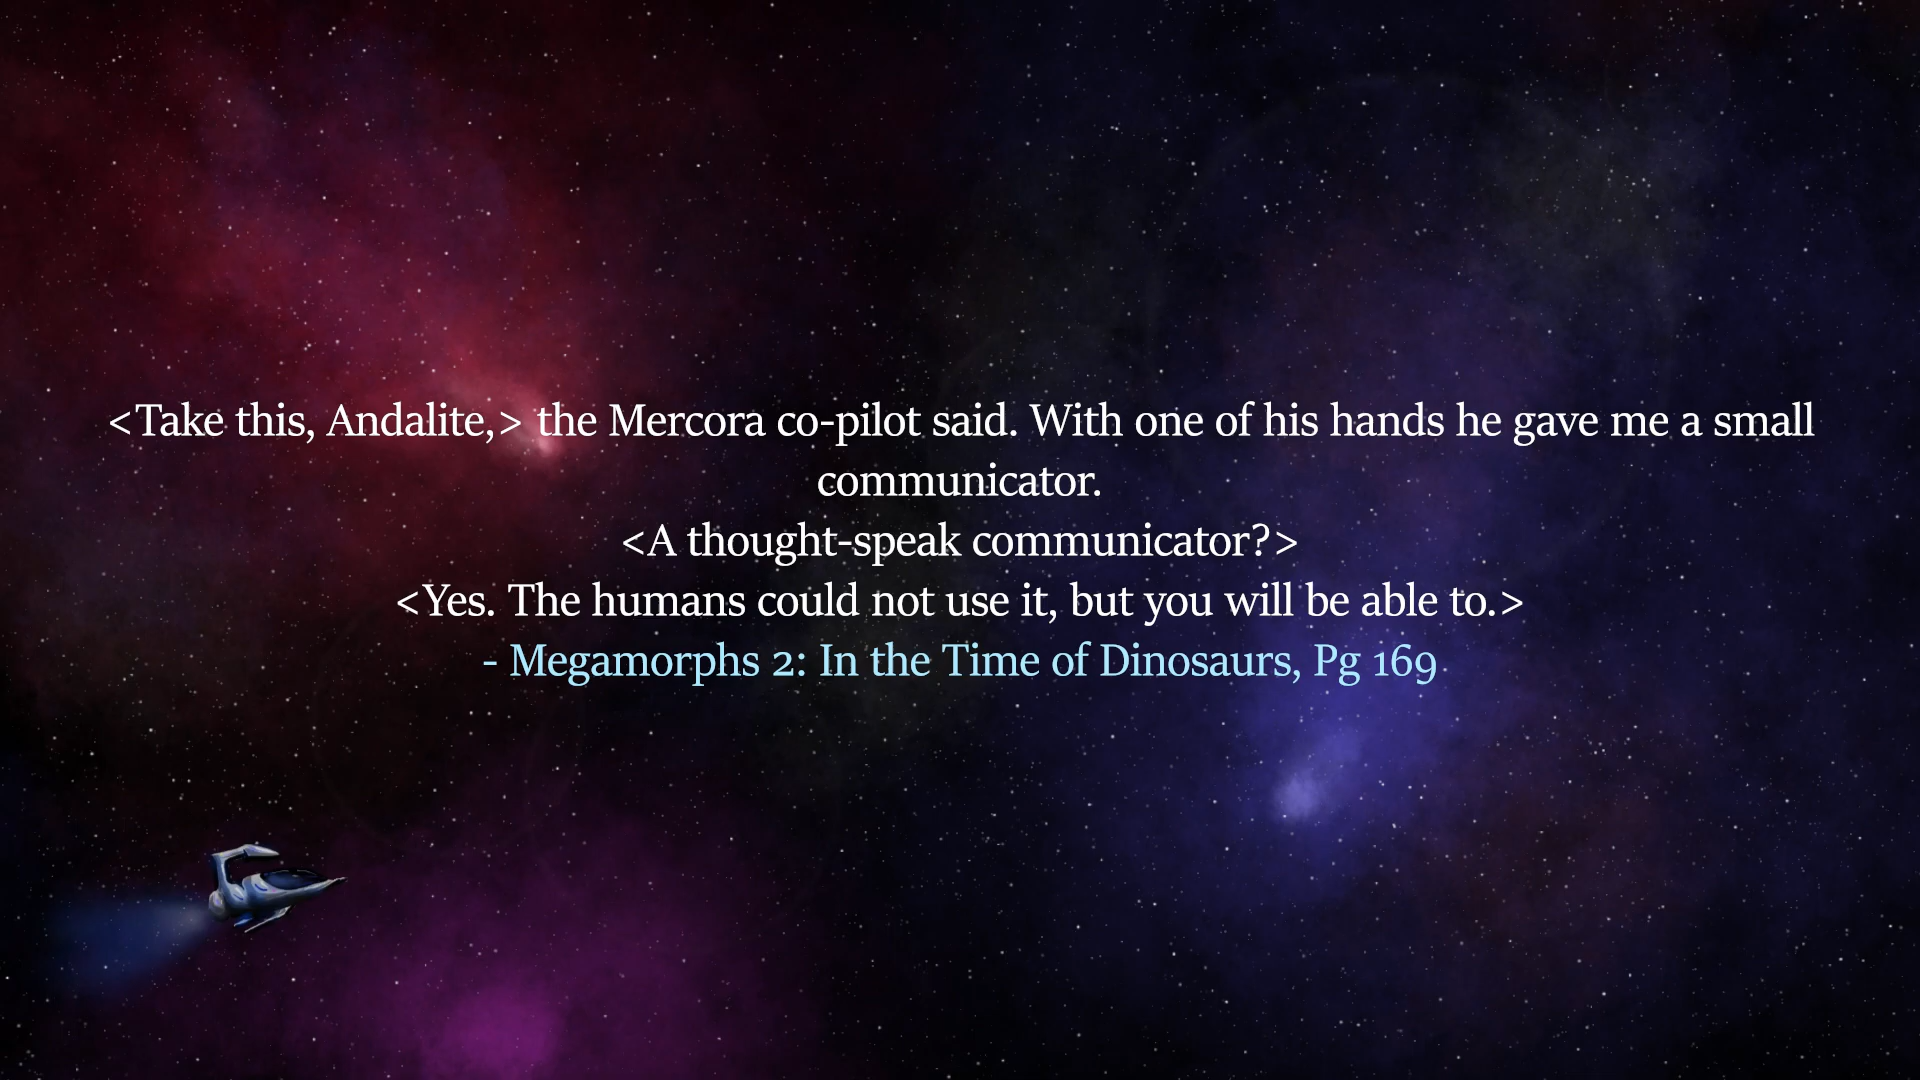 <Take this, Andalite,> the Mercora co-pilot said. With one of his hands he gave me a small
communicator.
<A thought-speak communicator?>
<Yes. The humans could not use it, but you will be able to.>
- Megamorphs 2: In the Time of Dinosaurs, Pg 169